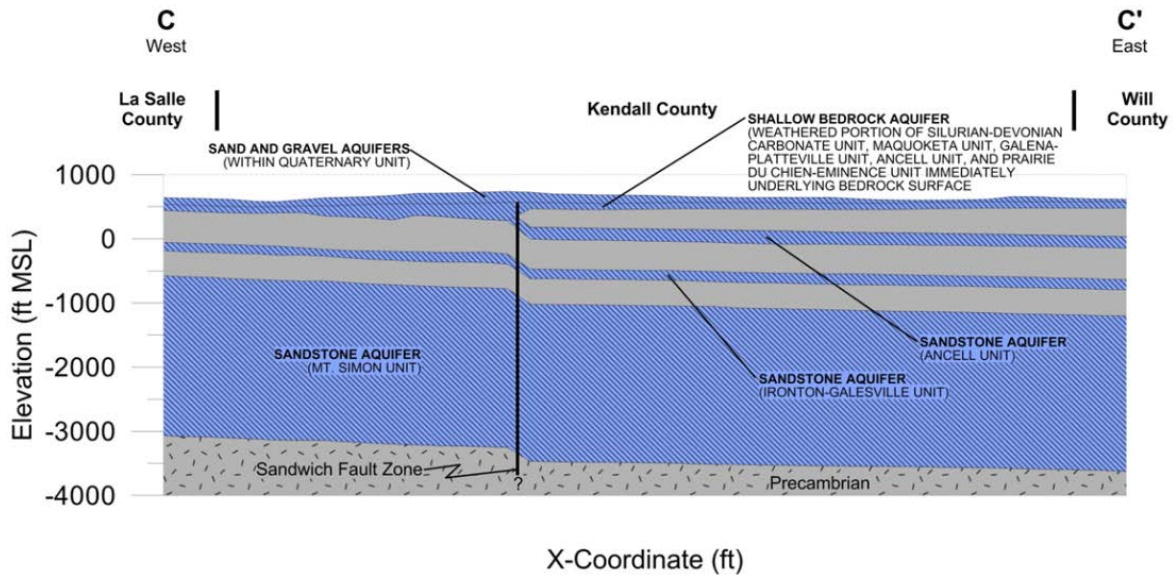 C
West
C'
East
La Salle
County
Kendall County
Will
County
SAND AND GRAVEL AQUIFERS
(WITHIN QUATERNARY UNIT)
SHALLOW BEDROCK AQUIFER
(WEATHERED PORTION OF SILURIAN-DEVONIAN
CARBONATE UNIT, MAQUOKETA UNIT, GALENA-
PLATTEVILLE UNIT, ANCELL UNIT, AND PRAIRIE
DU CHIEN-EMINENCE UNIT IMMEDIATELY
UNDERLYING BEDROCK SURFACE
Elevation (ft MSL)
1000
0
-1000
-2000
-3000
-4000
SANDSTONE AQUIFER
(MT. SIMON UNIT)
SANDSTONE AQUIFER
(ANCELL UNIT)
SANDSTONE AQUIFER
(IRONTON-GALESVILLE UNIT)
Sandwich Fault Zone
?
Precambrian
X-Coordinate (ft)